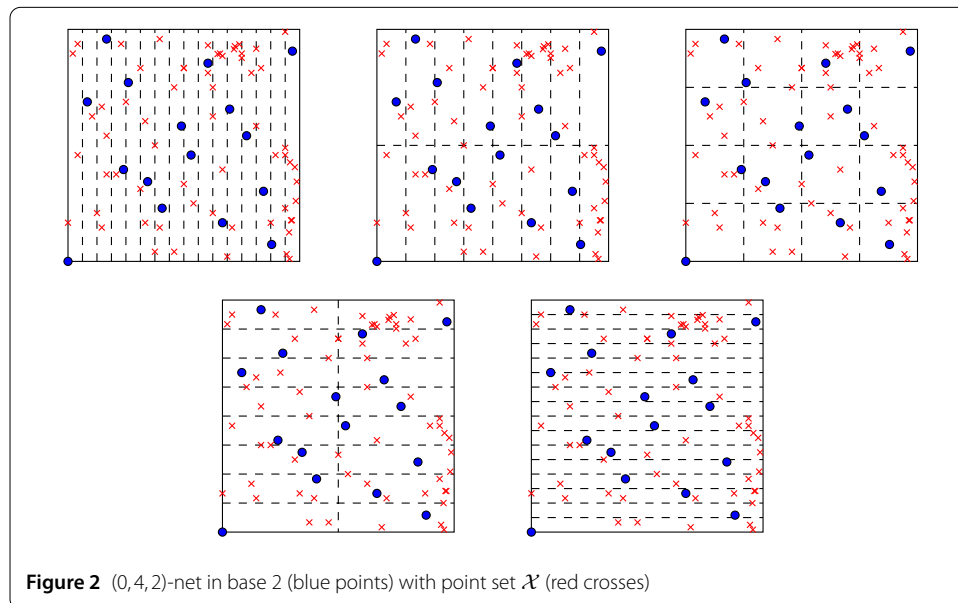 Figure 2 (0, 4, 2)-net in base 2 (blue points) with point set 𝒳 (red crosses)